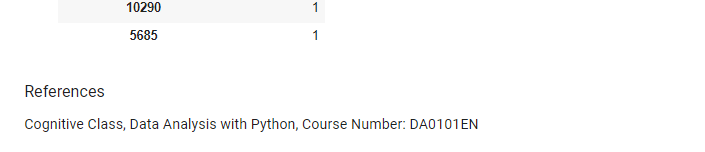 10290 1
5685 1
References
Cognitive Class, Data Analysis with Python, Course Number: DA0101EN